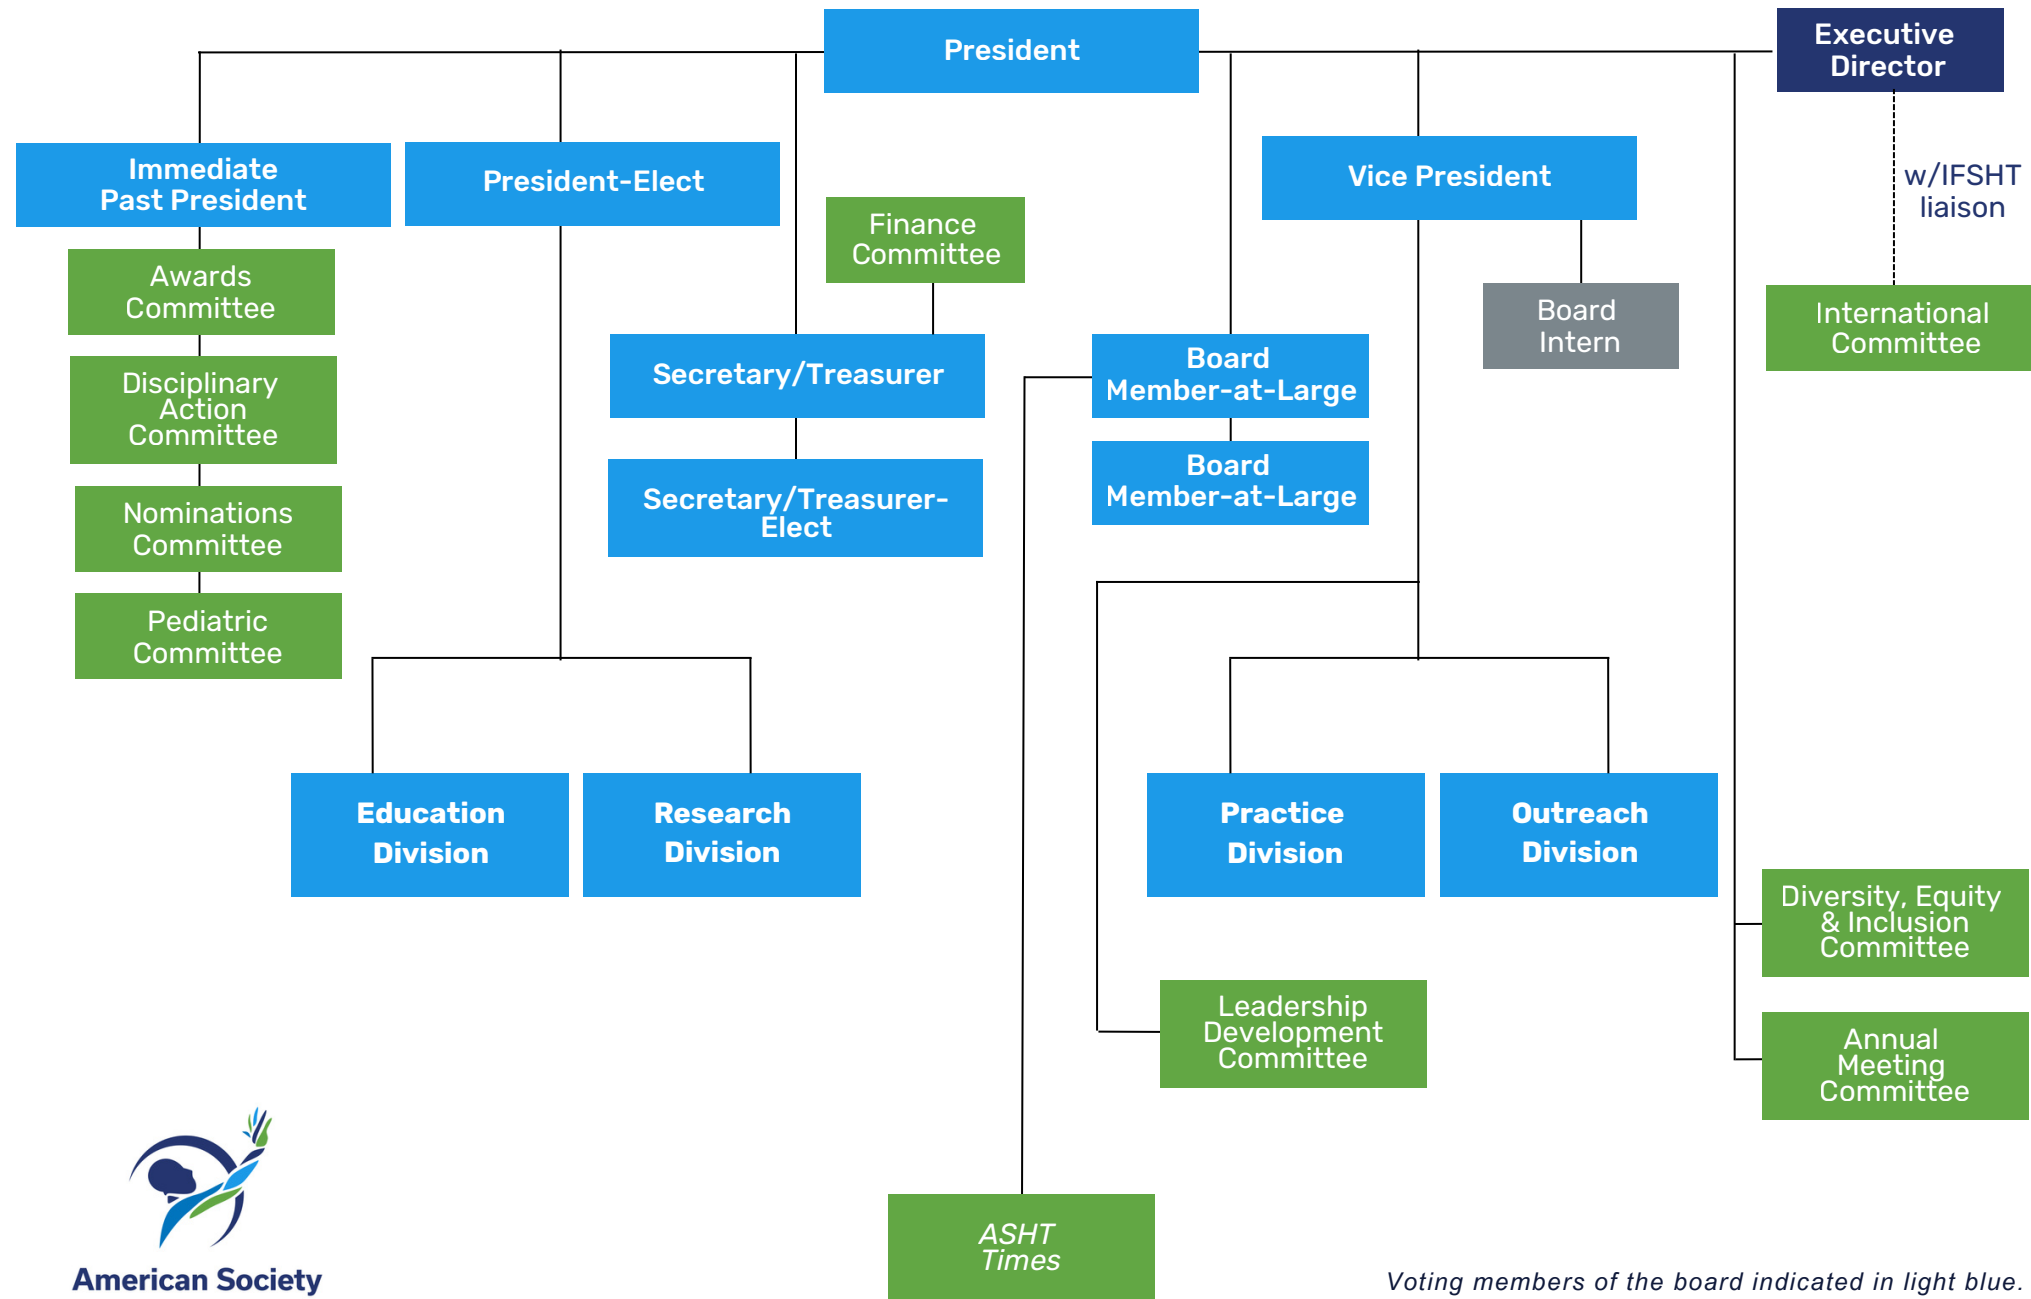 President
Executive
Director
Immediate
Past President
President-Elect
Vice President
w/IFSHT
liaison
Finance
Committee
Awards
Committee
Board
Intern
International
Committee
Disciplinary
Action
Committee
Secretary/Treasurer
Board
Member-at-Large
Board
Member-at-Large
Secretary/Treasurer-
Elect
Nominations
Committee
Pediatric
Committee
Education
Division
Research
Division
Practice
Division
Outreach
Division
Diversity, Equity
& Inclusion
Committee
Leadership
Development
Committee
Annual
Meeting
Committee
ASHT
Times
American Society
Voting members of the board indicated in light blue.